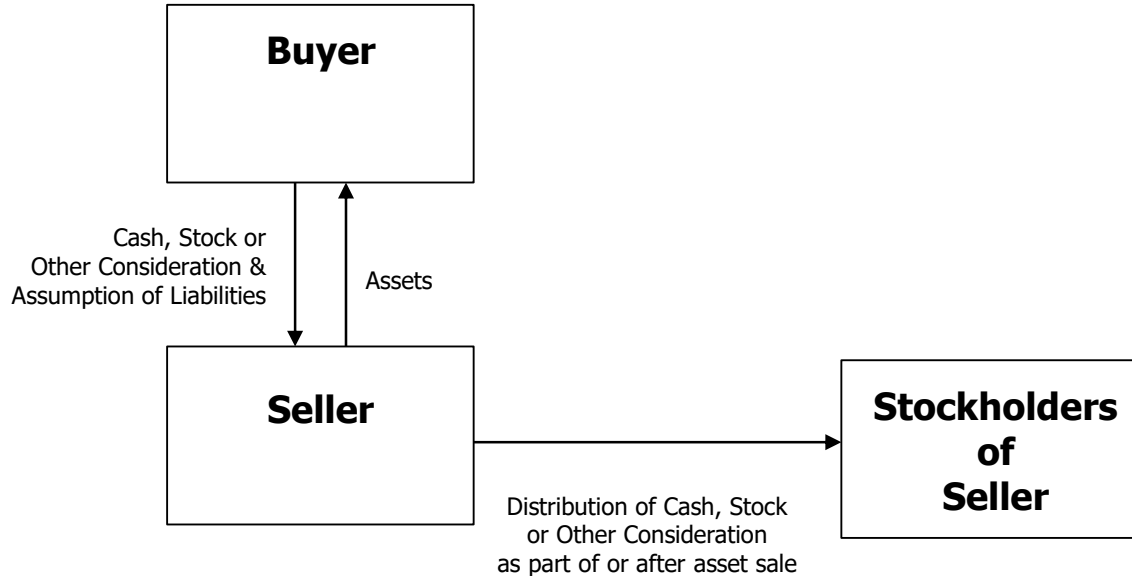 Buyer
Cash, Stock or
Other Consideration &
Assumption of Liabilities
Assets
Seller
Stockholders
of
Seller
Distribution of Cash, Stock
or Other Consideration
as part of or after asset sale